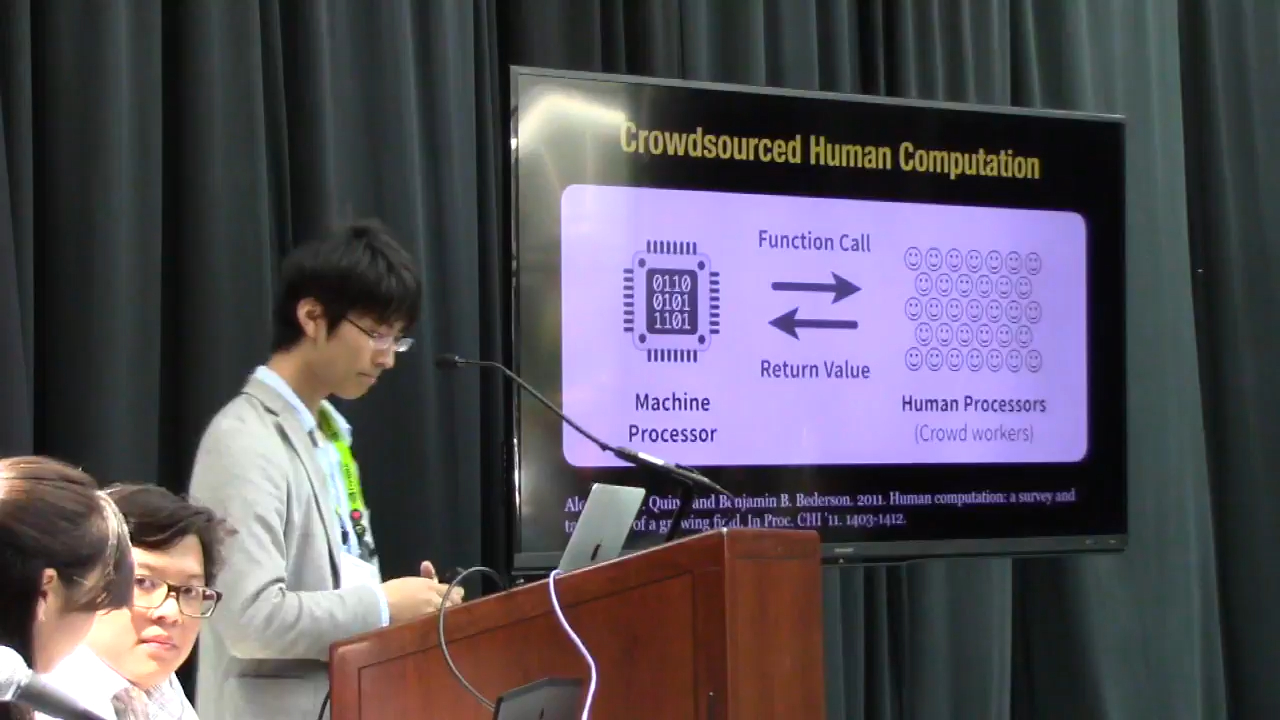 Crowdsourced Human Computation
Function Call
0110
0101
1101
Return Value
Machine
Processor
Human Processors
(Crowd workers)
Quinn and Benjamin B. Bederson. 2011. Human computation: a survey and
of a growing field. In Proc. CHI '11. 1403-1412.